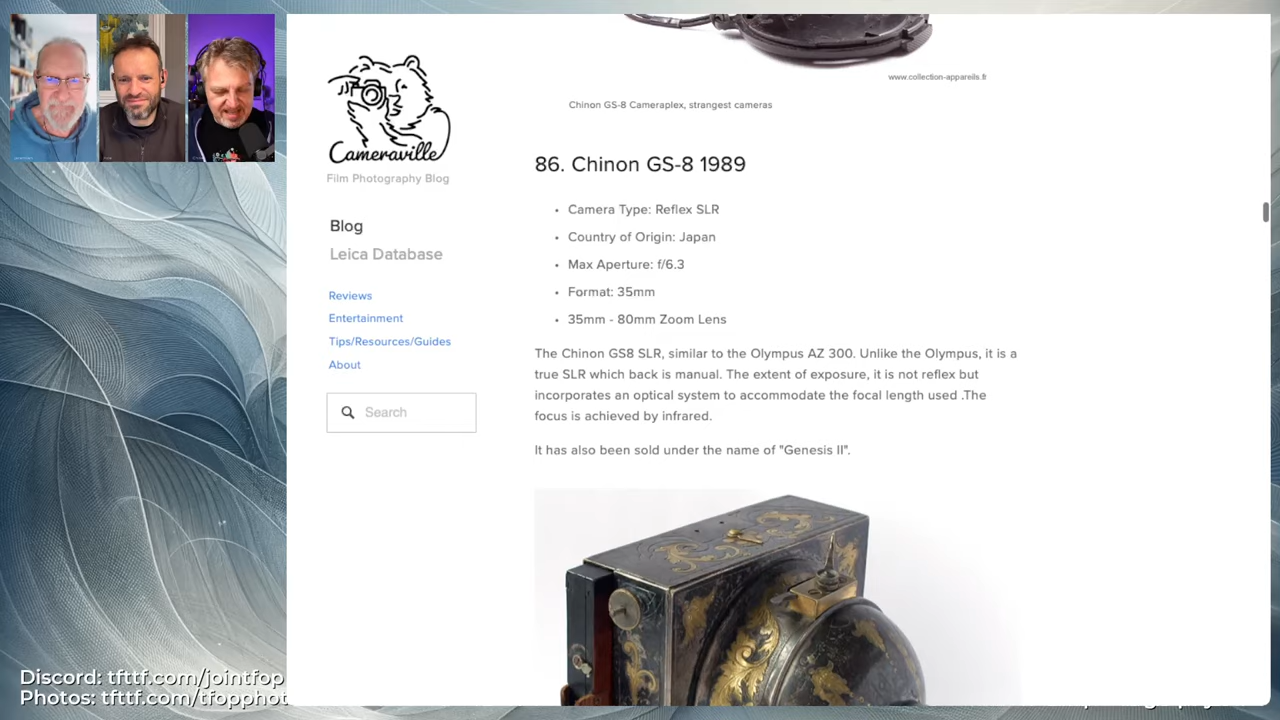 www.collection-appareils.fr
Chinon GS-8 Cameraplex, strangest cameras
Cameraville
Film Photography Blog
Blog
Leica Database
Reviews
Entertainment
Tips/Resources/Guides
About
Search
86. Chinon GS-8 1989
• Camera Type: Reflex SLR
• Country of Origin: Japan
• Max Aperture: f/6.3
• Format: 35mm
• 35mm - 80mm Zoom Lens
The Chinon GS8 SLR, similar to the Olympus AZ 300. Unlike the Olympus, it is a
true SLR which back is manual. The extent of exposure, it is not reflex but
incorporates an optical system to accommodate the focal length used .The
focus is achieved by infrared.
It has also been sold under the name of "Genesis II".
Discord: tfttf.com/jointfop
Photos: tfttf.com/tfopphot